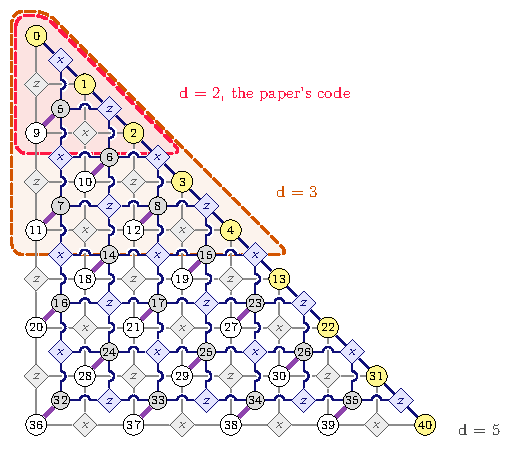 0
x
z 1
d = 2, the paper's code
5 z
9 x 2
x 6 x
z 10 z 3
d = 3
7 z 8 z
11 x 12 x 4
x 14 x 15 x
z 18 z 19 z 13
16 z 17 z 23 z
20 x 21 x 27 x 22
x 24 x 25 x 26 x
z 28 z 29 z 30 z 31
32 z 33 z 34 z 35 z
36 x 37 x 38 x 39 x 40
d = 5